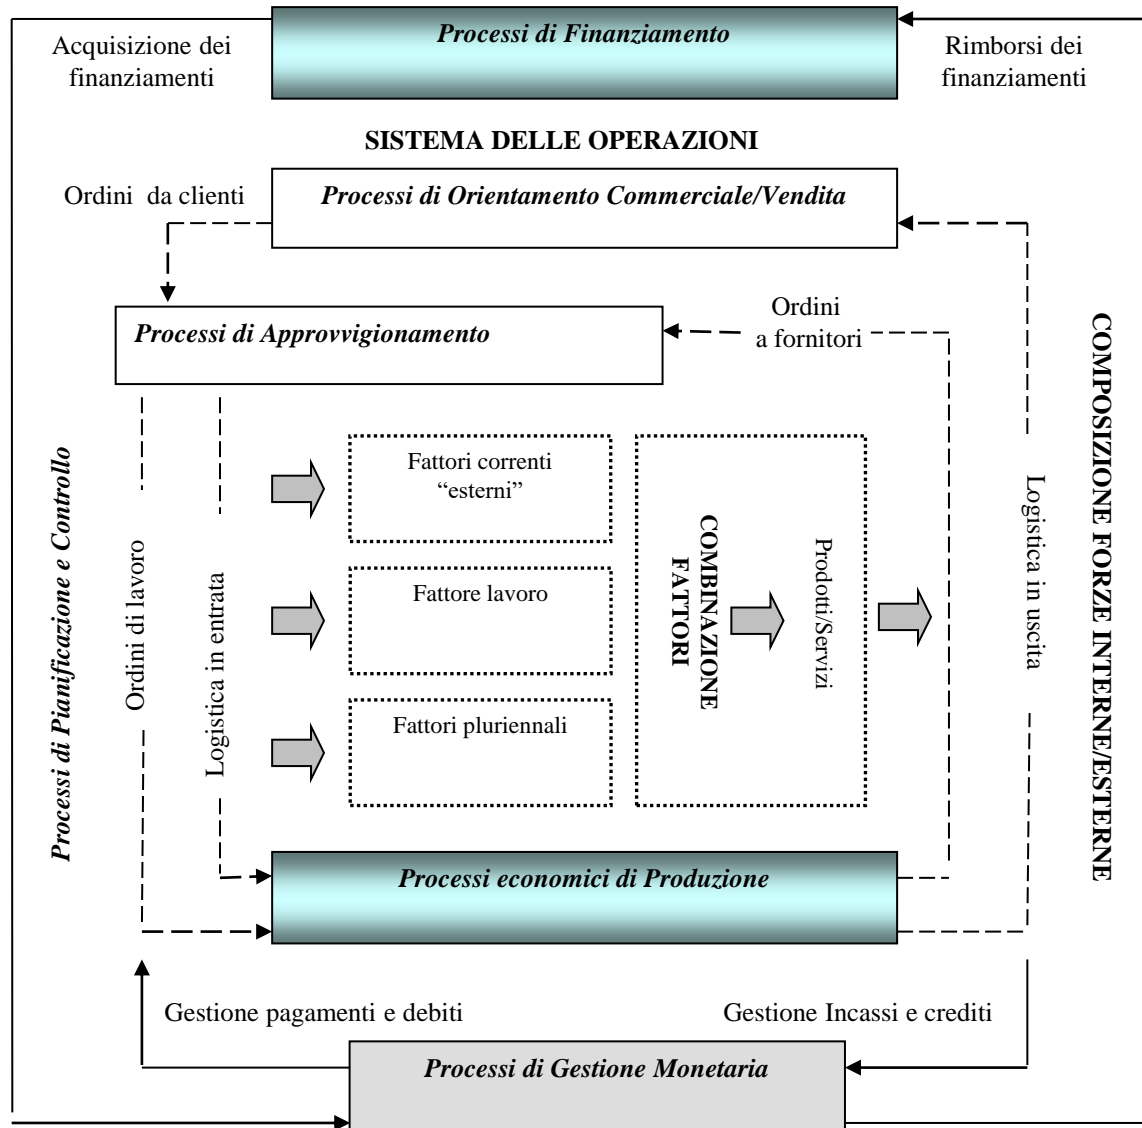 Processi di Finanziamento
Acquisizione dei
finanziamenti
Rimborsi dei
finanziamenti
SISTEMA DELLE OPERAZIONI
Ordini da clienti
Processi di Orientamento Commerciale/Vendita
Processi di Approvvigionamento
Ordini
a fornitori
Processi di Pianificazione e Controllo
Ordini di lavoro
Logistica in entrata
Fattori correnti
“esterni”
Fattore lavoro
Fattori pluriennali
COMBINAZIONE
FATTORI
Prodotti/Servizi
Logistica in uscita
COMPOSIZIONE FORZE INTERNE/ESTERNE
Processi economici di Produzione
Gestione pagamenti e debiti
Gestione Incassi e crediti
Processi di Gestione Monetaria